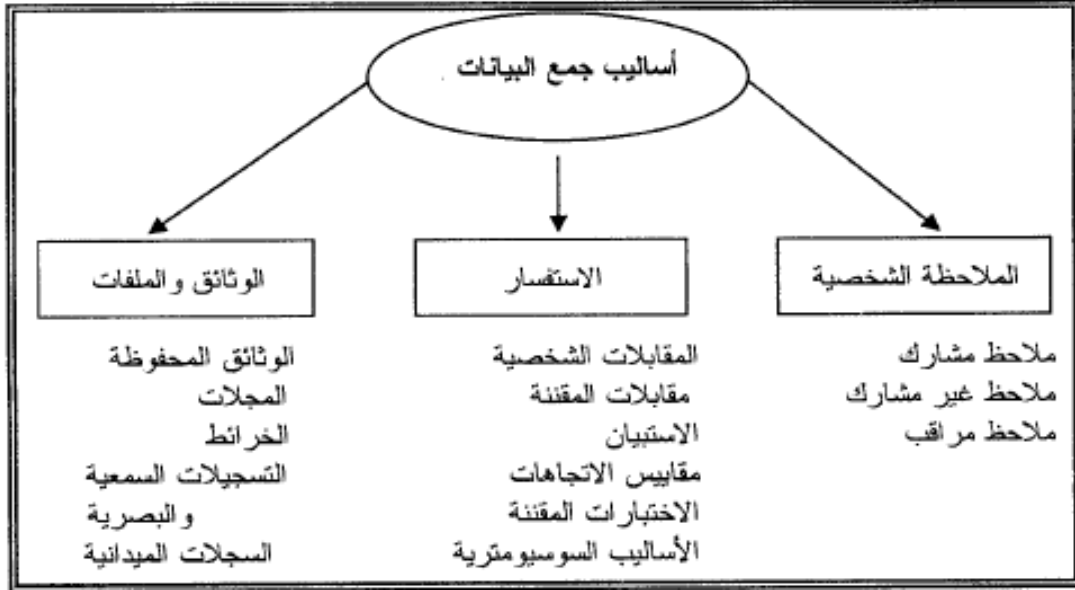 أساليب جمع البيانات
الملاحظة الشخصية
ملاحظ مشارك
ملاحظ غير مشارك
ملاحظ مراقب
الاستفسار
المقابلات الشخصية
مقابلات المقننة
الاستبيان
مقاييس الاتجاهات
الاختبارات المقننة
الأساليب السوسيومترية
الوثائق والملفات
الوثائق المحفوظة
المجلات
الخرائط
التسجيلات السمعية
والبصرية
السجلات الميدانية